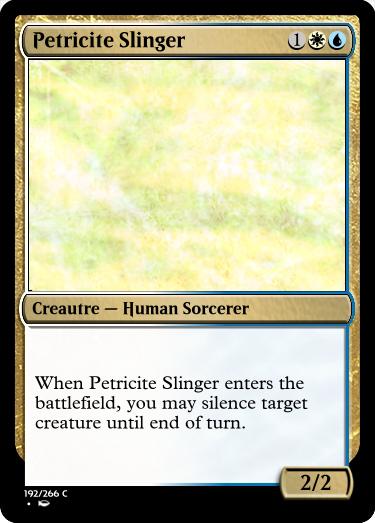 Petricite Slinger 1
Creautre — Human Sorcerer
When Petricite Slinger enters the
battlefield, you may silence target
creature until end of turn.
2/2
192/266 C